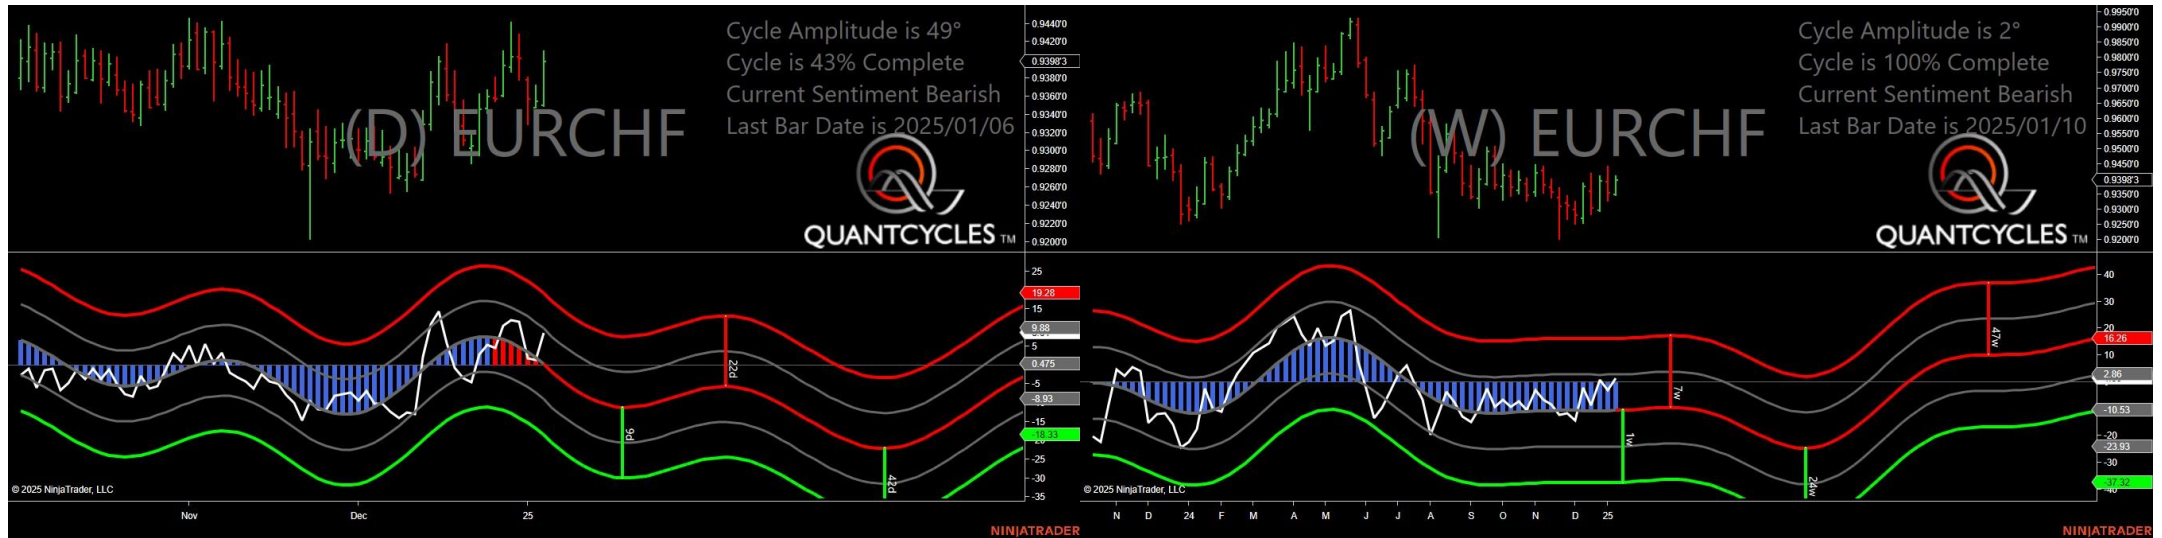 Cycle Amplitude is 49°
Cycle is 43% Complete
Current Sentiment Bearish
Last Bar Date is 2025/01/06
(D) EURCHF
QUANTCYCLES TM
0.9440'0
0.9420'0
0.9398'3
0.9380'0
0.9360'0
0.9340'0
0.9320'0
0.9300'0
0.9280'0
0.9260'0
0.9240'0
0.9220'0
0.9200'0
25
19.28
15
9.88
5
0.475
-5
-8.93
-15
-18.33
-25
-30
-35
22d
9d
42d
© 2025 NinjaTrader, LLC
Nov Dec 25
NINJATRADER
Cycle Amplitude is 2°
Cycle is 100% Complete
Current Sentiment Bearish
Last Bar Date is 2025/01/10
(W) EURCHF
QUANTCYCLES TM
0.9950'0
0.9900'0
0.9850'0
0.9800'0
0.9750'0
0.9700'0
0.9650'0
0.9600'0
0.9550'0
0.9500'0
0.9450'0
0.9398'3
0.9350'0
0.9300'0
0.9250'0
0.9200'0
40
30
20
16.26
10
2.86
-10.53
-20
-23.93
-30
-37.32
47w
7w
1w
24w
© 2025 NinjaTrader, LLC
N D 24 F M A M J J A S O N D 25
NINJATRADER